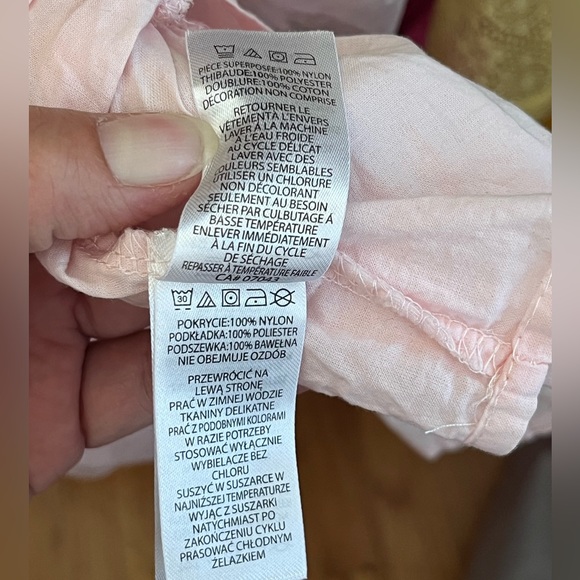 PIÈCE SUPERPOSÉE:100% NYLON
THIBAUDE:100% POLYESTER
DOUBLURE:100% COTON
DÉCORATION NON COMPRISE
RETOURNER LE
VÊTEMENT À L'ENVERS
LAVER À LA MACHINE
À L'EAU FROIDE
AU CYCLE DÉLICAT
LAVER AVEC DES
COULEURS SEMBLABLES
UTILISER UN CHLORURE
NON DÉCOLORANT
SEULEMENT AU BESOIN
SÉCHER PAR CULBUTAGE À
BASSE TEMPÉRATURE
ENLEVER IMMÉDIATEMENT
À LA FIN DU CYCLE
DE SÉCHAGE
REPASSER À TEMPÉRATURE FAIBLE
CA# 07043
30
POKRYCIE:100% NYLON
PODKŁADKA:100% POLIESTER
PODSZEWKA:100% BAWEŁNA
NIE OBEJMUJE OZDÓB
PRZEWRÓCIĆ NA
LEWĄ STRONĘ
PRAĆ W ZIMNEJ WODZIE
TKANINY DELIKATNE
PRAĆ Z PODOBNYMI KOLORAMI
W RAZIE POTRZEBY
STOSOWAĆ WYŁĄCZNIE
WYBIELACZE BEZ
CHLORU
SUSZYĆ W SUSZARCE W
NAJNIŻSZEJ TEMPERATURZE
WYJĄĆ Z SUSZARKI
NATYCHMIAST PO
ZAKOŃCZENIU CYKLU
PRASOWAĆ CHŁODNYM
ŻELAZKIEM